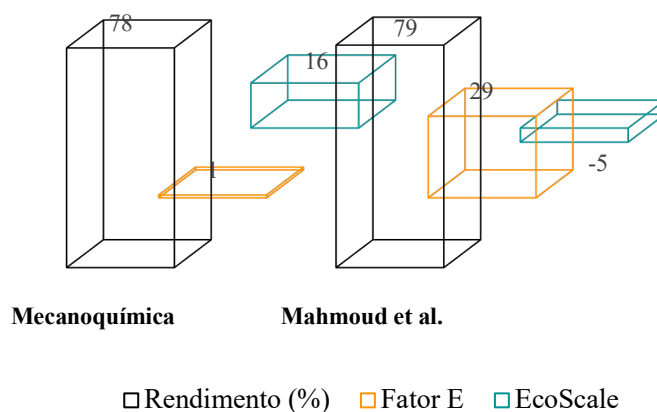 78
79
16
29
1
-5
Mecanoquímica
Mahmoud et al.
Rendimento (%) Fator E EcoScale